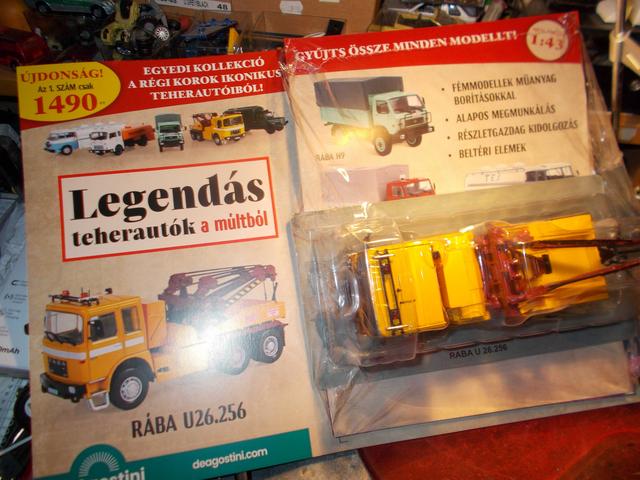 ÚJDONSÁG!
AZ 1. SZÁM csak
1490 Ft
EGYEDI KOLLEKCIÓ
A RÉGI KOROK IKONIKUS
TEHERAUTÓIBÓL!
Legendás
teherautók a múltból
RÁBA U26.256
deagostini.com
GYŰJTS ÖSSZE MINDEN MODELLT!
1:43
• FÉMMODELLEK MŰANYAG
BORÍTÁSOKKAL
• ALAPOS MEGMUNKÁLÁS
• RÉSZLETGAZDAG KIDOLGOZÁS
• BELTÉRI ELEMEK
RÁBA H9
TEJ
RÁBA U 26.256
48